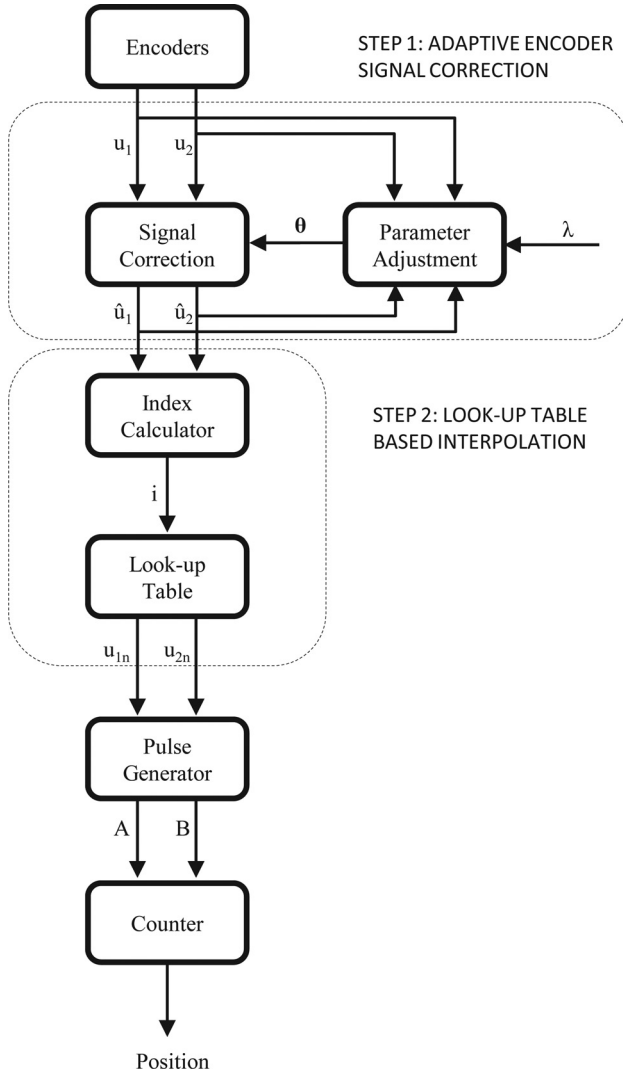 Encoders
STEP 1: ADAPTIVE ENCODER
SIGNAL CORRECTION
u₁
u₂
Signal
Correction
θ
Parameter
Adjustment
λ
û₁
û₂
Index
Calculator
STEP 2: LOOK-UP TABLE
BASED INTERPOLATION
i
Look-up
Table
u₁ₙ
u₂ₙ
Pulse
Generator
A
B
Counter
Position